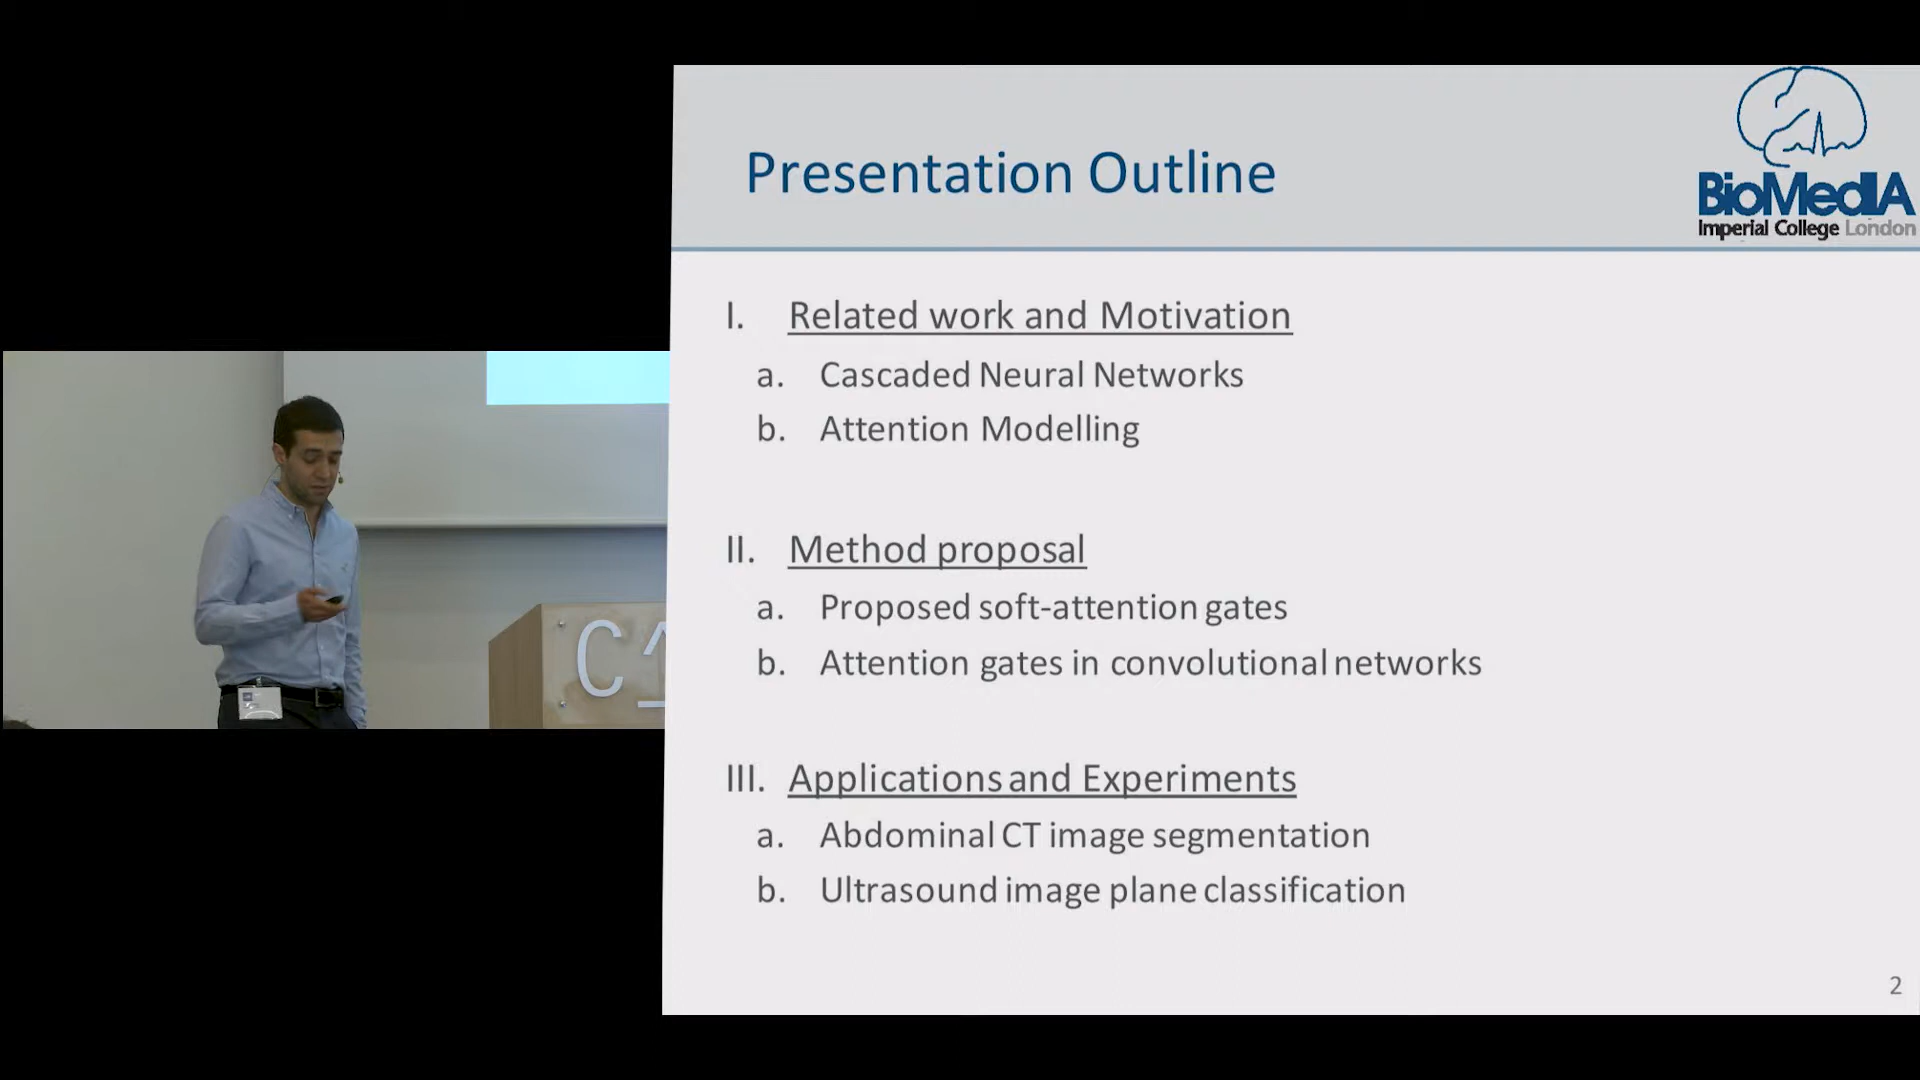 Presentation Outline
BioMedIA
Imperial College London
I. Related work and Motivation
a. Cascaded Neural Networks
b. Attention Modelling
II. Method proposal
a. Proposed soft-attention gates
b. Attention gates in convolutional networks
III. Applications and Experiments
a. Abdominal CT image segmentation
b. Ultrasound image plane classification
2